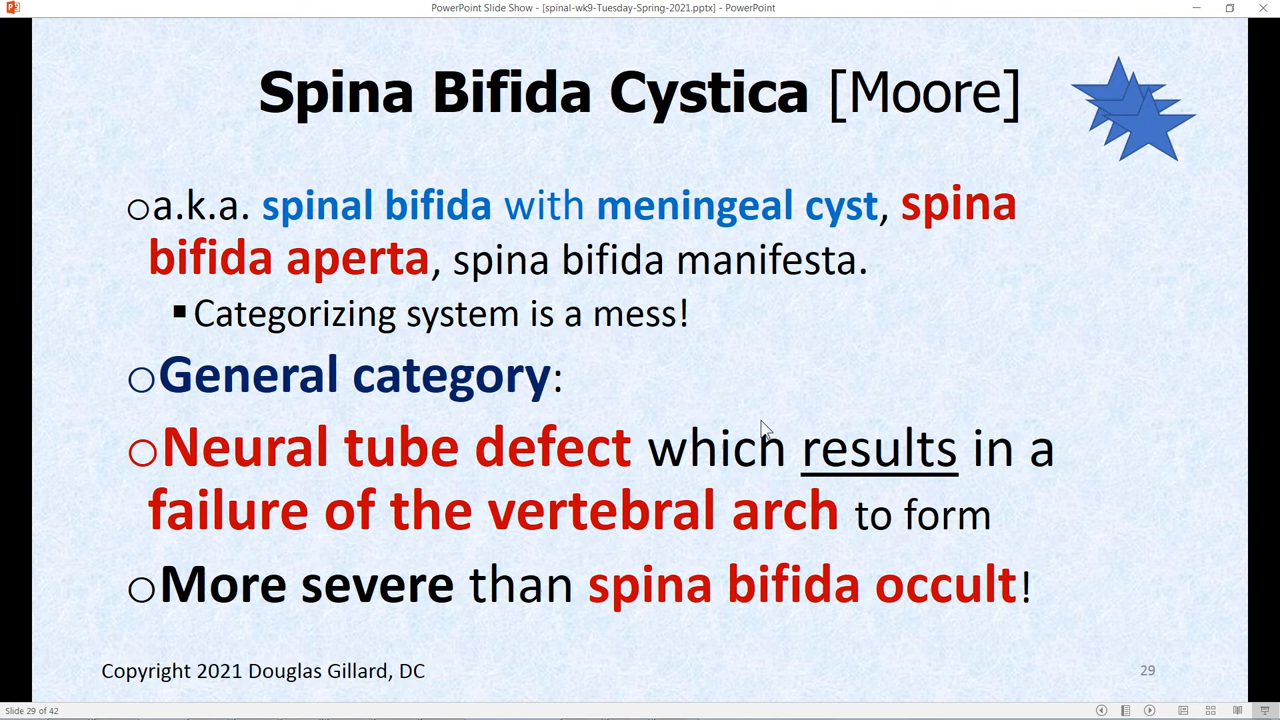 PowerPoint Slide Show - [spinal-wk9-Tuesday-Spring-2021.pptx] - PowerPoint
Spina Bifida Cystica [Moore]
a.k.a. spinal bifida with meningeal cyst, spina
bifida aperta, spina bifida manifesta.
Categorizing system is a mess!
General category:
Neural tube defect which results in a
failure of the vertebral arch to form
More severe than spina bifida occult!
Copyright 2021 Douglas Gillard, DC
29
Slide 29 of 42